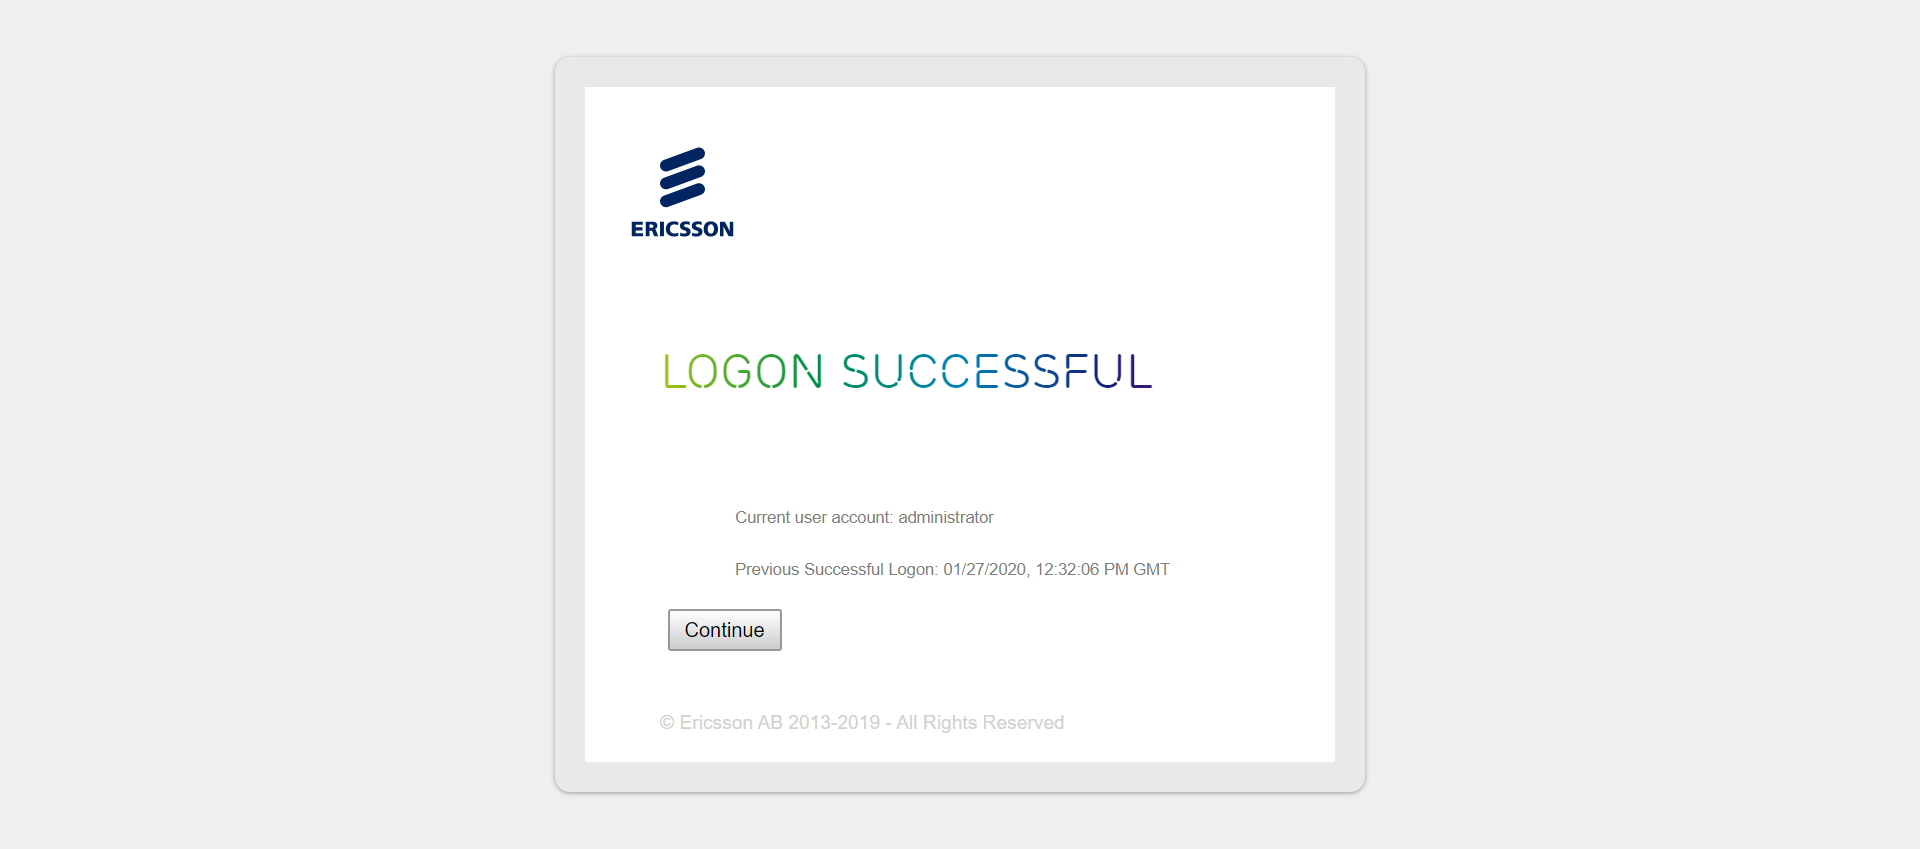 ERICSSON
LOGON SUCCESSFUL
Current user account: administrator
Previous Successful Logon: 01/27/2020, 12:32:06 PM GMT
Continue
© Ericsson AB 2013-2019 - All Rights Reserved